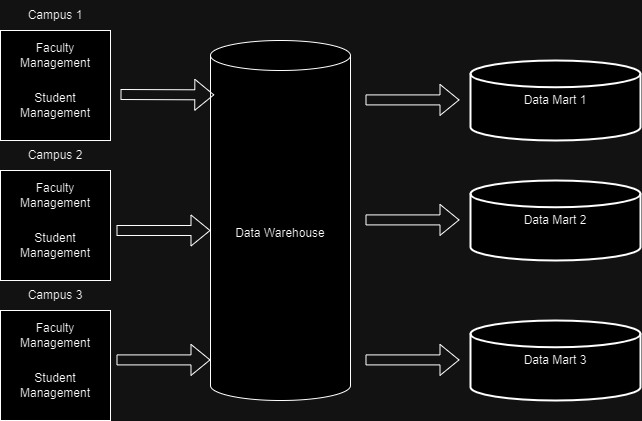 Campus 1
Faculty
Management
Student
Management
Campus 2
Faculty
Management
Student
Management
Campus 3
Faculty
Management
Student
Management
Data Warehouse
Data Mart 1
Data Mart 2
Data Mart 3